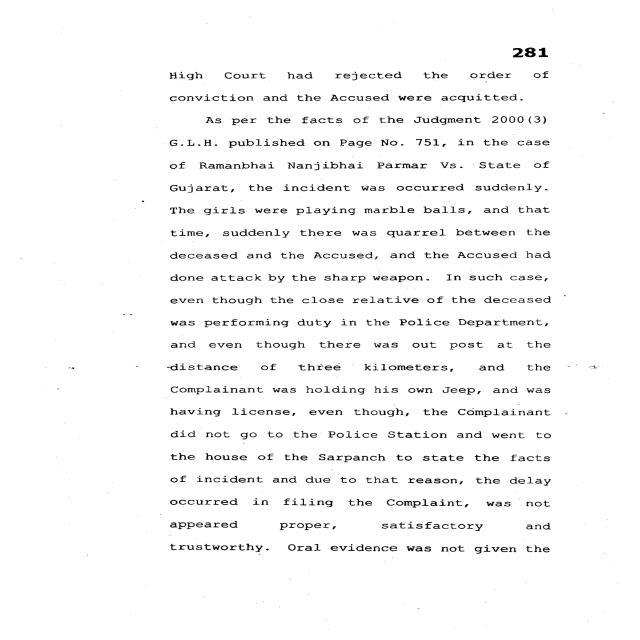 281
High Court had rejected the order of
conviction and the Accused were acquitted.
As per the facts of the Judgment 2000(3)
G.L.H. published on Page No. 751, in the case
of Ramanbhai Nanjibhai Parmar Vs. State of
Gujarat, the incident was occurred suddenly.
The girls were playing marble balls, and that
time, suddenly there was quarrel between the
deceased and the Accused, and the Accused had
done attack by the sharp weapon. In such case,
even though the close relative of the deceased
was performing duty in the Police Department,
and even though there was out post at the
distance of three kilometers, and the
Complainant was holding his own Jeep, and was
having license, even though, the Complainant
did not go to the Police Station and went to
the house of the Sarpanch to state the facts
of incident and due to that reason, the delay
occurred in filing the Complaint, was not
appeared proper, satisfactory and
trustworthy. Oral evidence was not given the